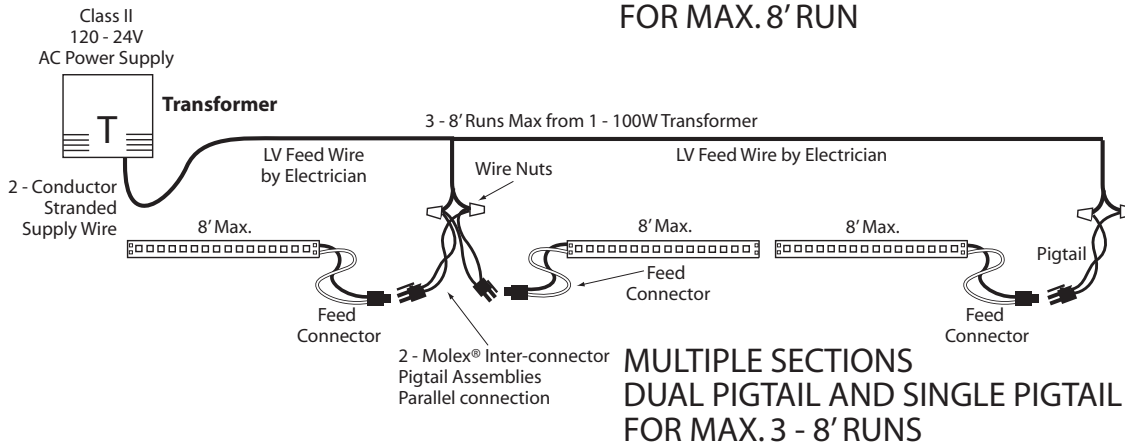 FOR MAX. 8' RUN
Class II
120 - 24V
AC Power Supply
T
Transformer
3 - 8' Runs Max from 1 - 100W Transformer
LV Feed Wire
by Electrician
LV Feed Wire by Electrician
Wire Nuts
2 - Conductor
Stranded
Supply Wire
8' Max.
8' Max.
8' Max.
Pigtail
Feed
Connector
Feed
Connector
Feed
Connector
2 - Molex® Inter-connector
Pigtail Assemblies
Parallel connection
MULTIPLE SECTIONS
DUAL PIGTAIL AND SINGLE PIGTAIL
FOR MAX. 3 - 8' RUNS